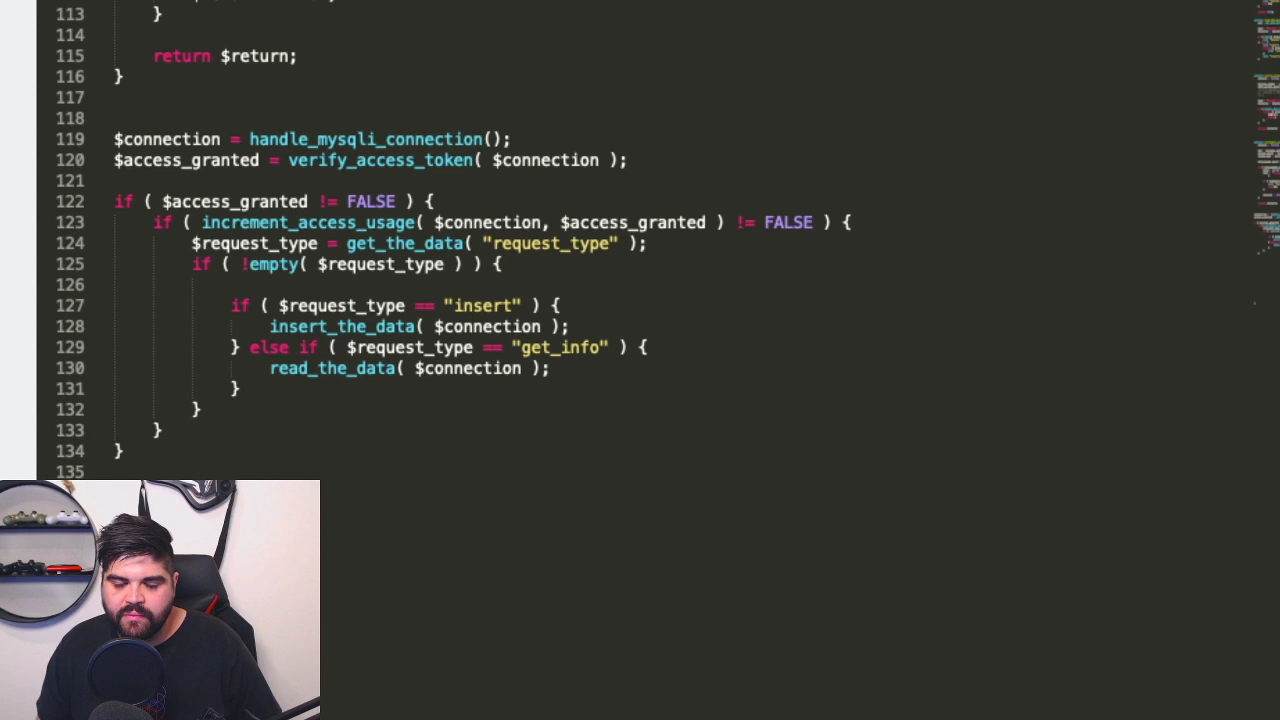 113 }
114
115 return $return;
116 }
117
118
119 $connection = handle_mysqli_connection();
120 $access_granted = verify_access_token( $connection );
121
122 if ( $access_granted != FALSE ) {
123 if ( increment_access_usage( $connection, $access_granted ) != FALSE ) {
124 $request_type = get_the_data( "request_type" );
125 if ( !empty( $request_type ) ) {
126
127 if ( $request_type == "insert" ) {
128 insert_the_data( $connection );
129 } else if ( $request_type == "get_info" ) {
130 read_the_data( $connection );
131 }
132 }
133 }
134 }
135